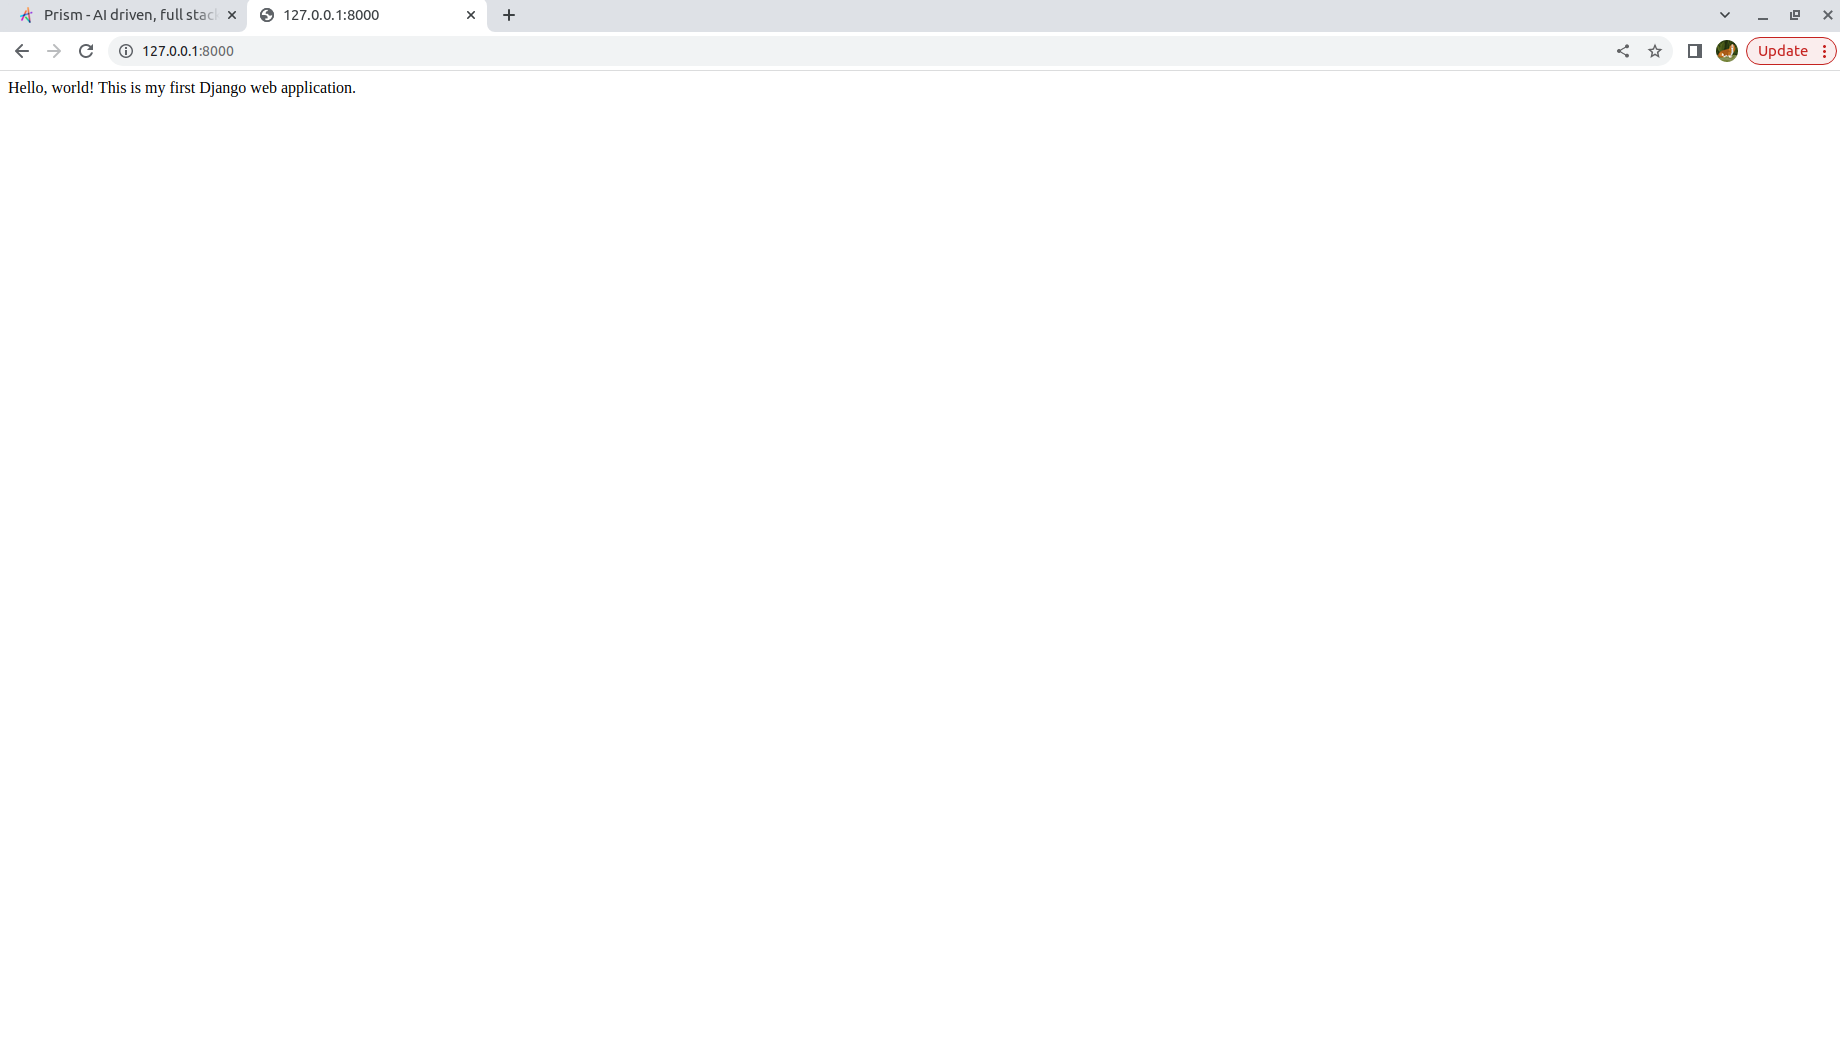 Prism - AI driven, full stac
127.0.0.1:8000
127.0.0.1:8000
Update
Hello, world! This is my first Django web application.